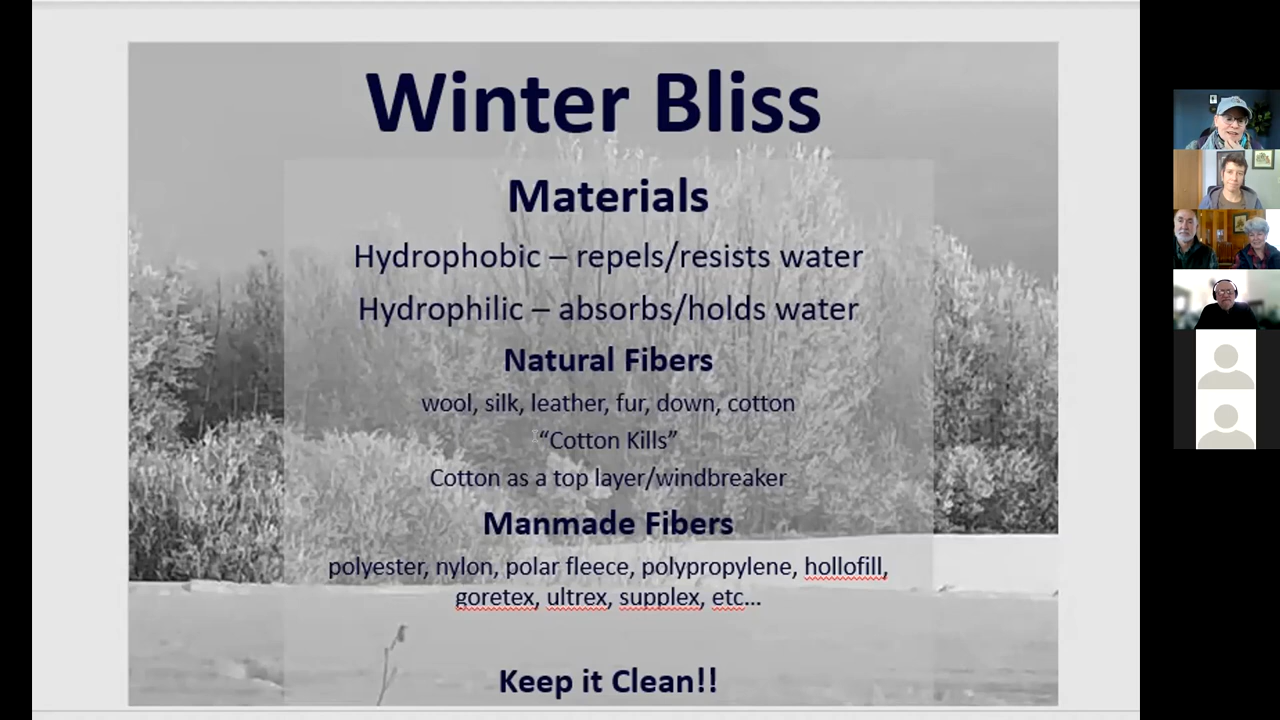 Winter Bliss
Materials
Hydrophobic – repels/resists water
Hydrophilic – absorbs/holds water
Natural Fibers
wool, silk, leather, fur, down, cotton
“Cotton Kills”
Cotton as a top layer/windbreaker
Manmade Fibers
polyester, nylon, polar fleece, polypropylene, hollofill,
goretex, ultrex, supplex, etc…
Keep it Clean!!